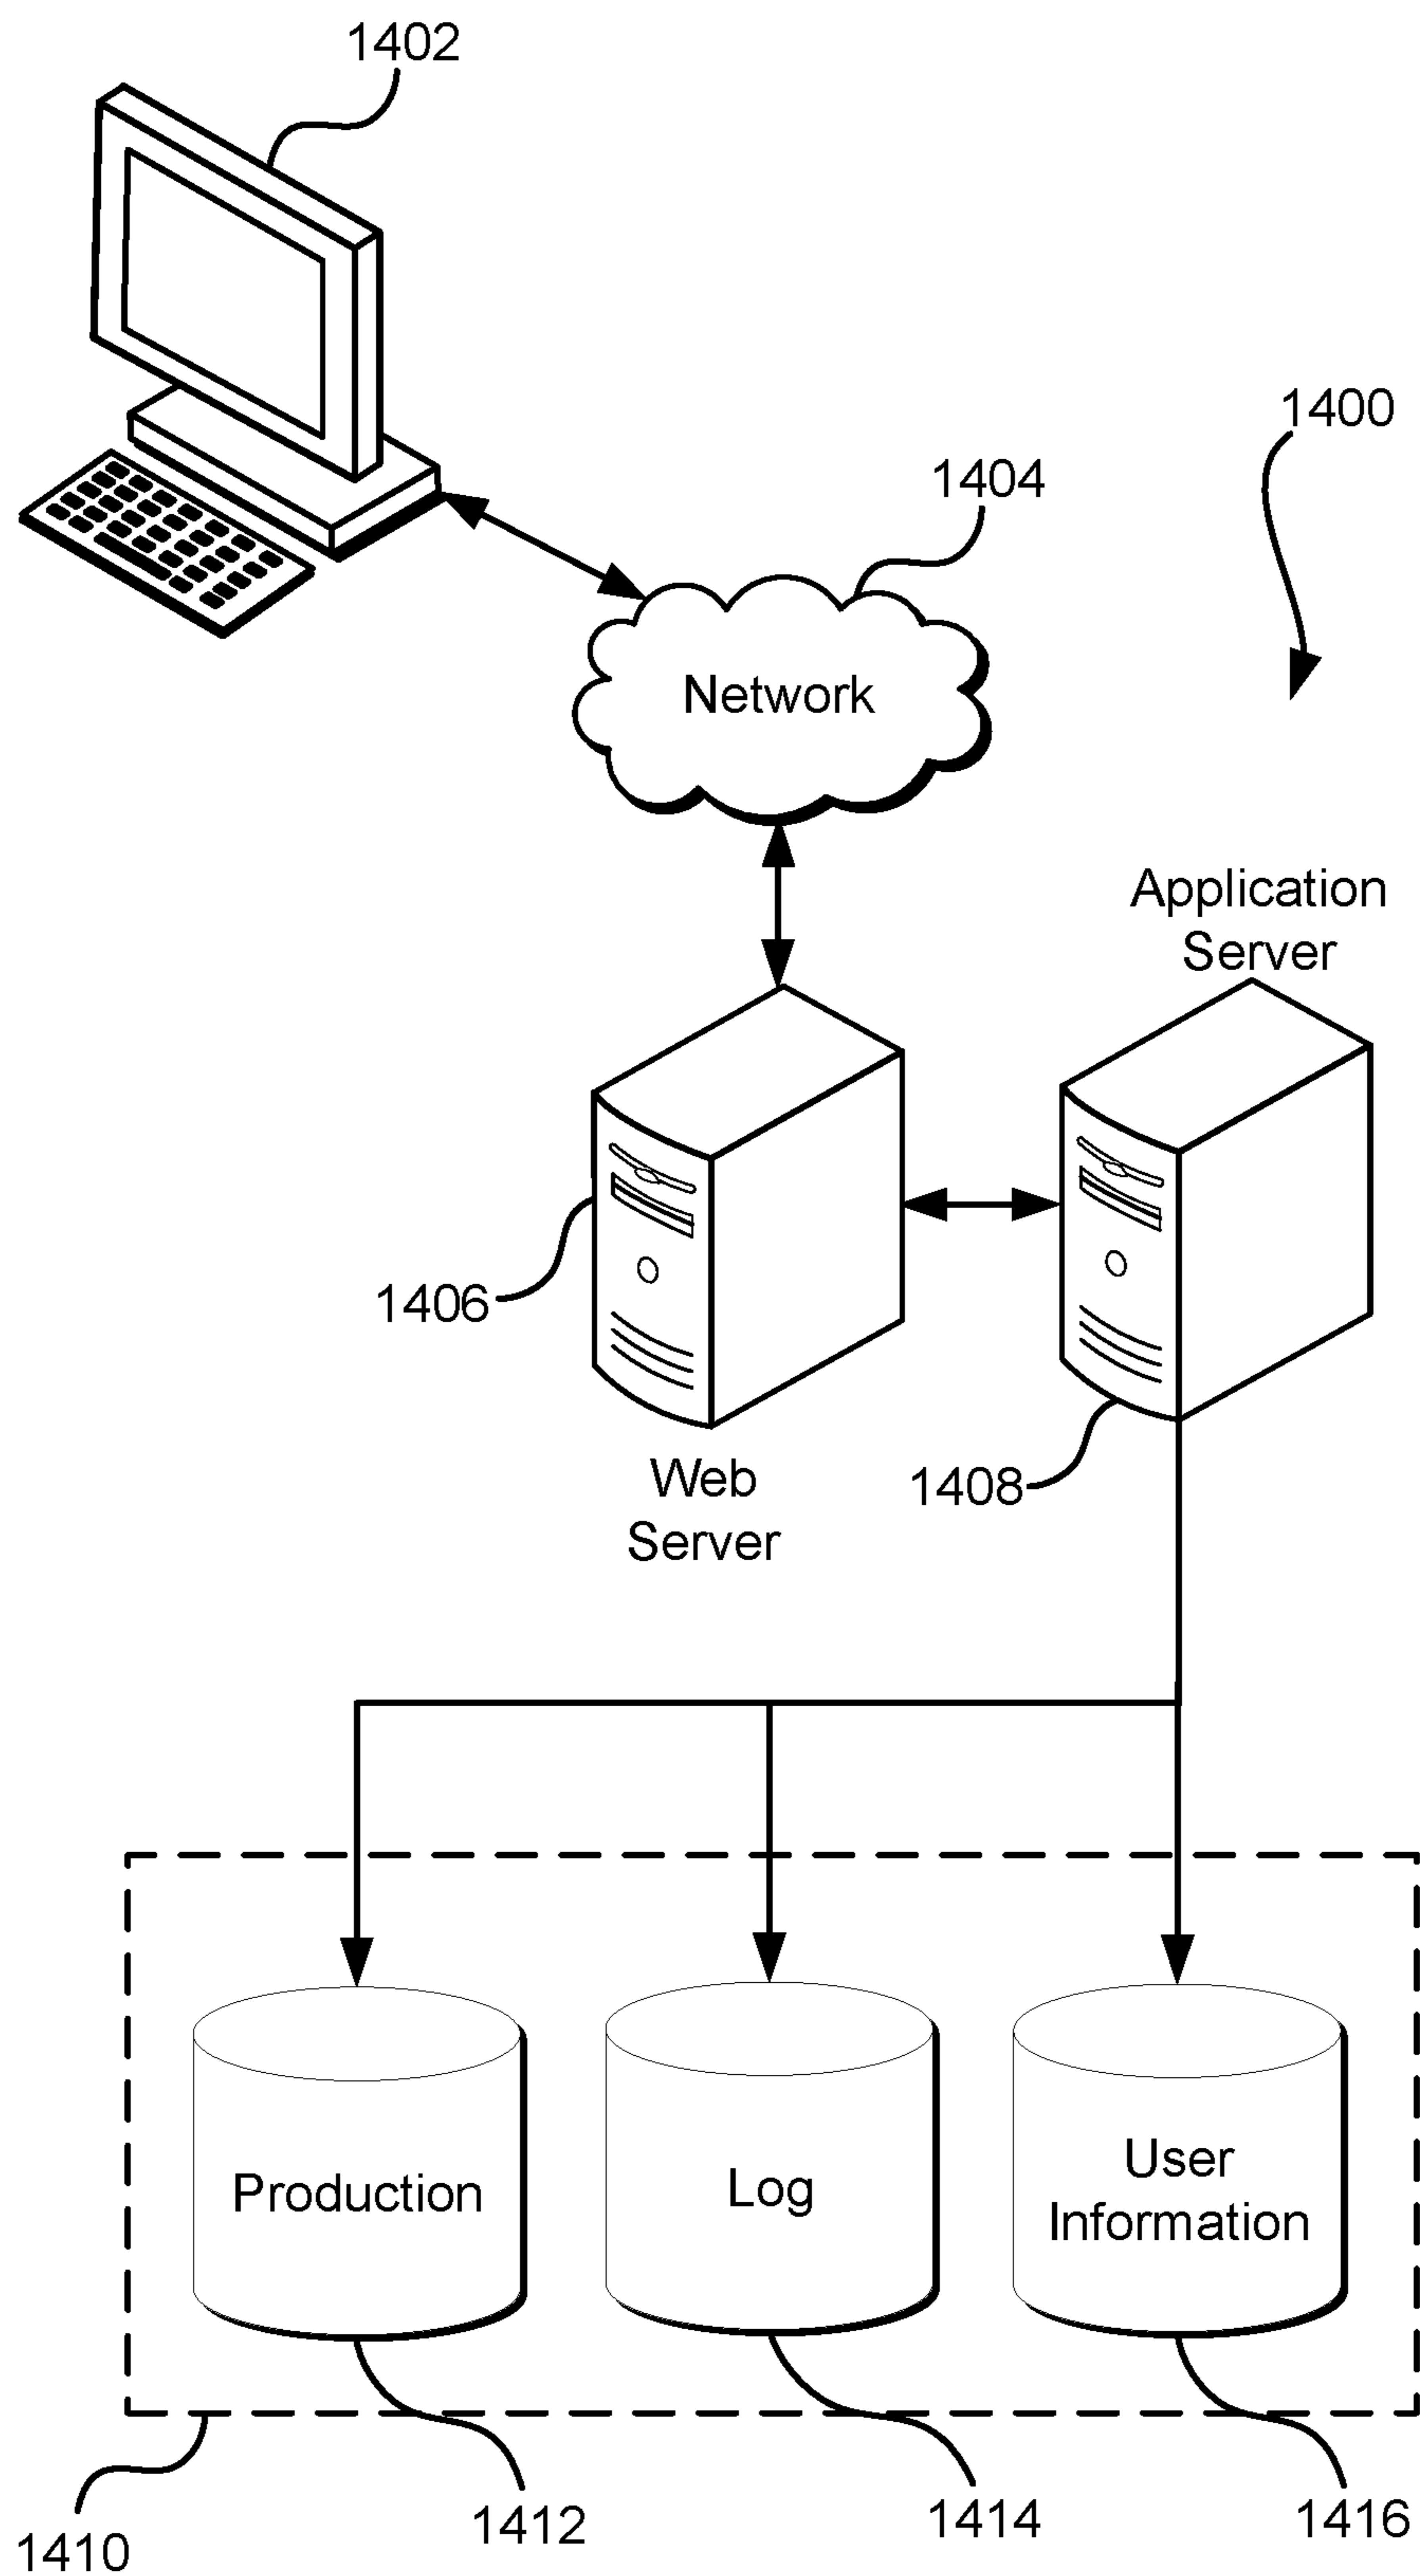 1402
1400
1404
Network
Application
Server
1406
Web
Server
1408
Production
Log
User
Information
1410
1412
1414
1416